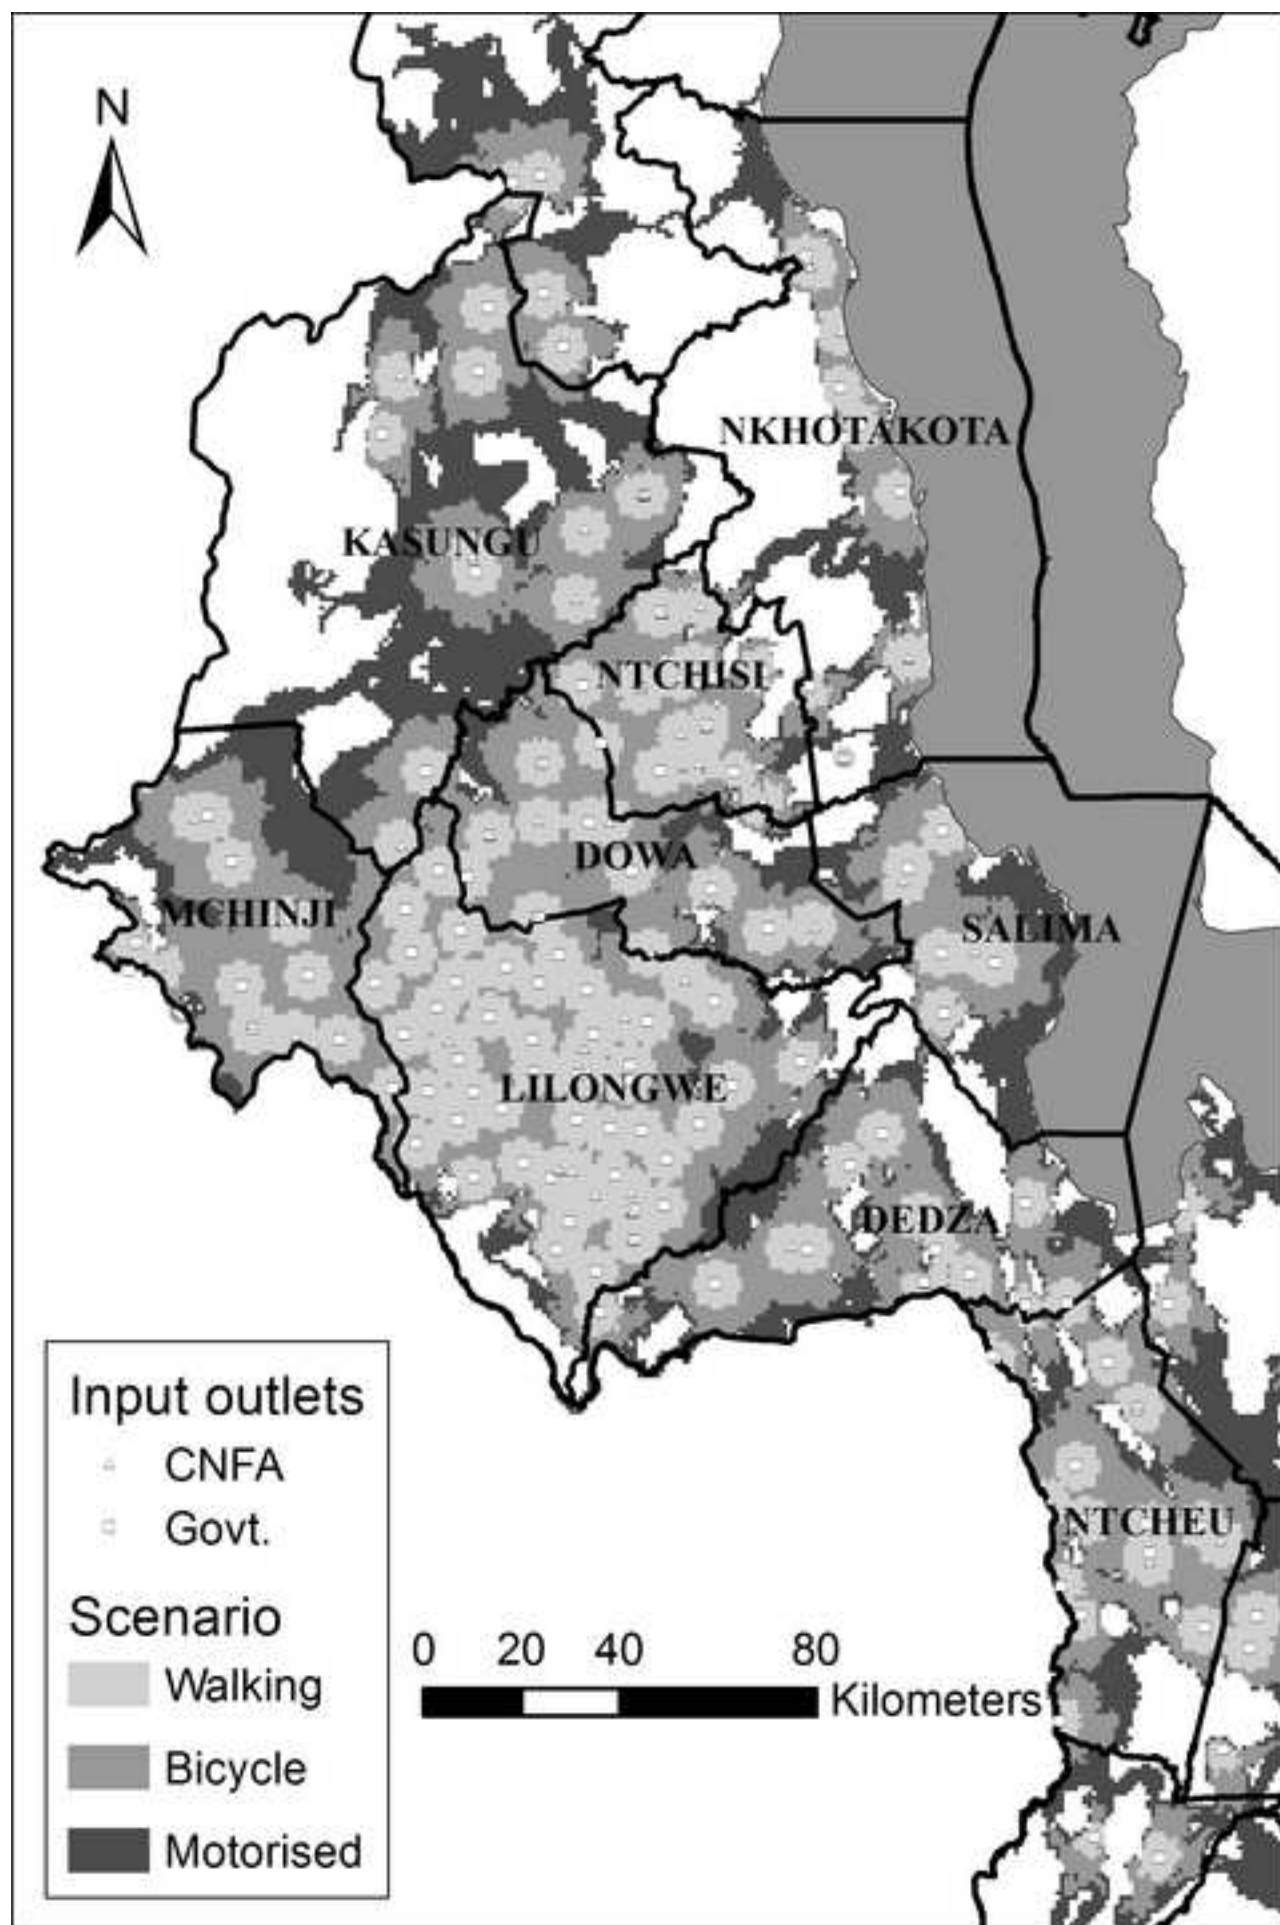 N
NKHOTAKOTA
KASUNGU
NTCHISI
DOWA
MCHINJI
SALIMA
LILONGWE
DEDZA
NTCHEU
Input outlets
CNFA
Govt.
Scenario
Walking
Bicycle
Motorised
0 20 40 80
Kilometers